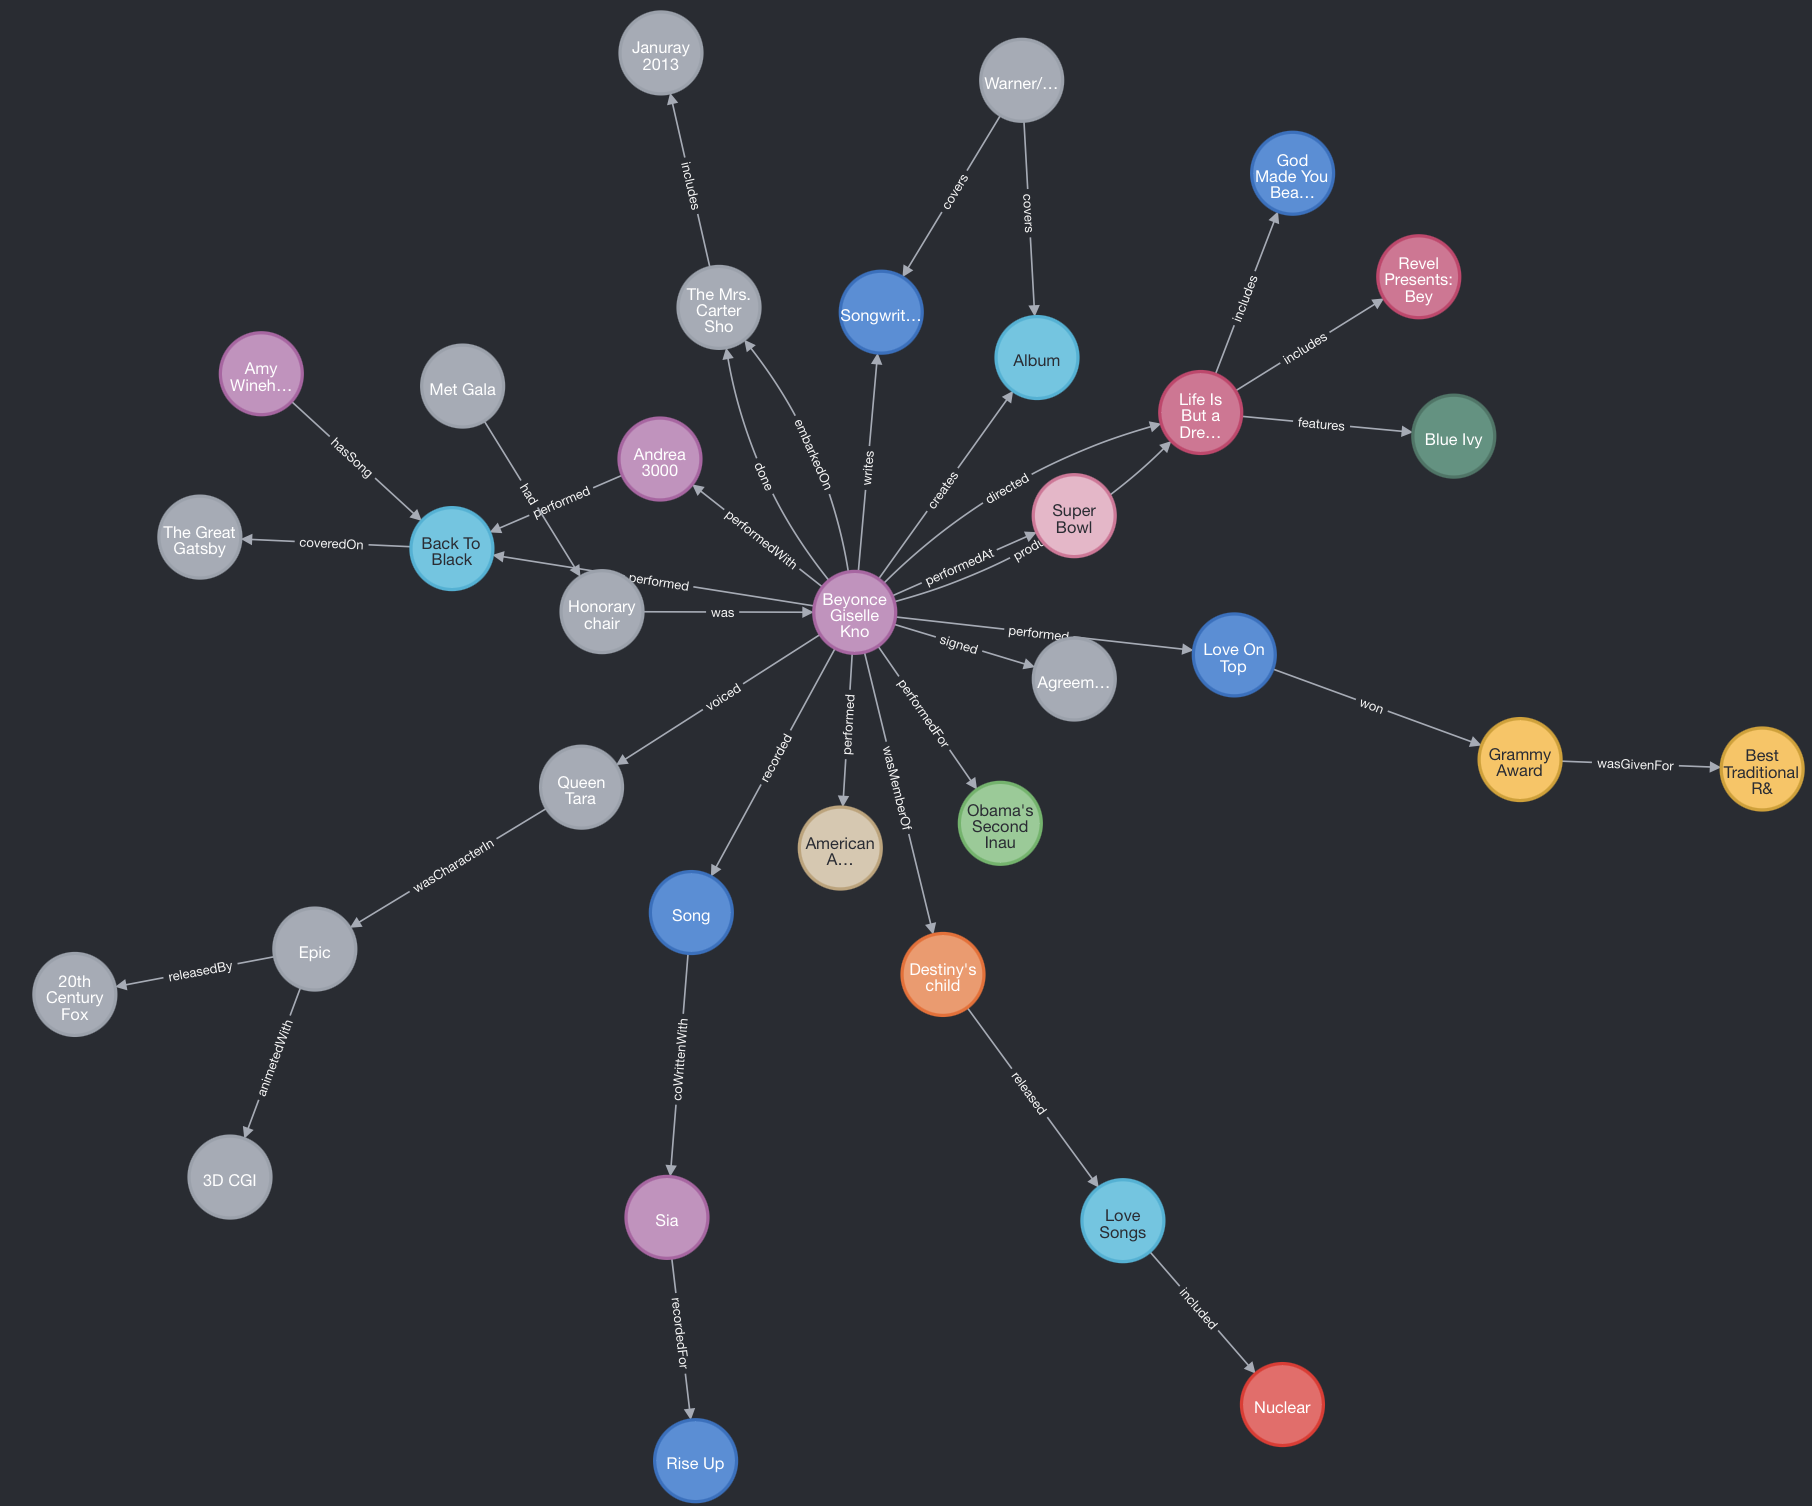 Januray
2013
Warner/...
God
Made You
Bea...
includes
covers
covers
Revel
Presents:
Bey
includes
The Mrs.
Carter
Sho
Songwrit...
Album
includes
Amy
Wineh...
Met Gala
Life Is
But a
Dre...
features
Blue Ivy
hasSong
had
Andrea
3000
done
embarkedOn
writes
creates
directed
performed
performedWith
Super
Bowl
The Great
Gatsby
coveredOn
Back To
Black
performedAt
produ
performed
Honorary
chair
was
Beyonce
Giselle
Kno
performed
signed
Love On
Top
Agreem...
voiced
recorded
performed
wasMemberOf
performedFor
won
Grammy
Award
wasGivenFor
Best
Traditional
R&
Queen
Tara
American
A...
Obama's
Second
Inau
wasCharacterIn
Song
Epic
Destiny's
child
releasedBy
20th
Century
Fox
animetedWith
coWrittenWith
released
3D CGI
Sia
Love
Songs
recordedFor
included
Nuclear
Rise Up